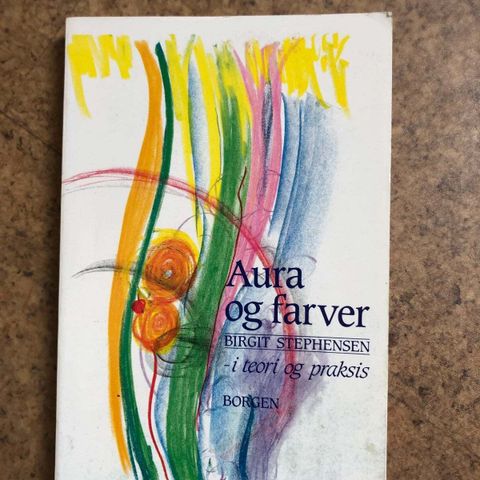 Aura
og farver
BIRGIT STEPHENSEN
- i teori og praksis
BORGEN